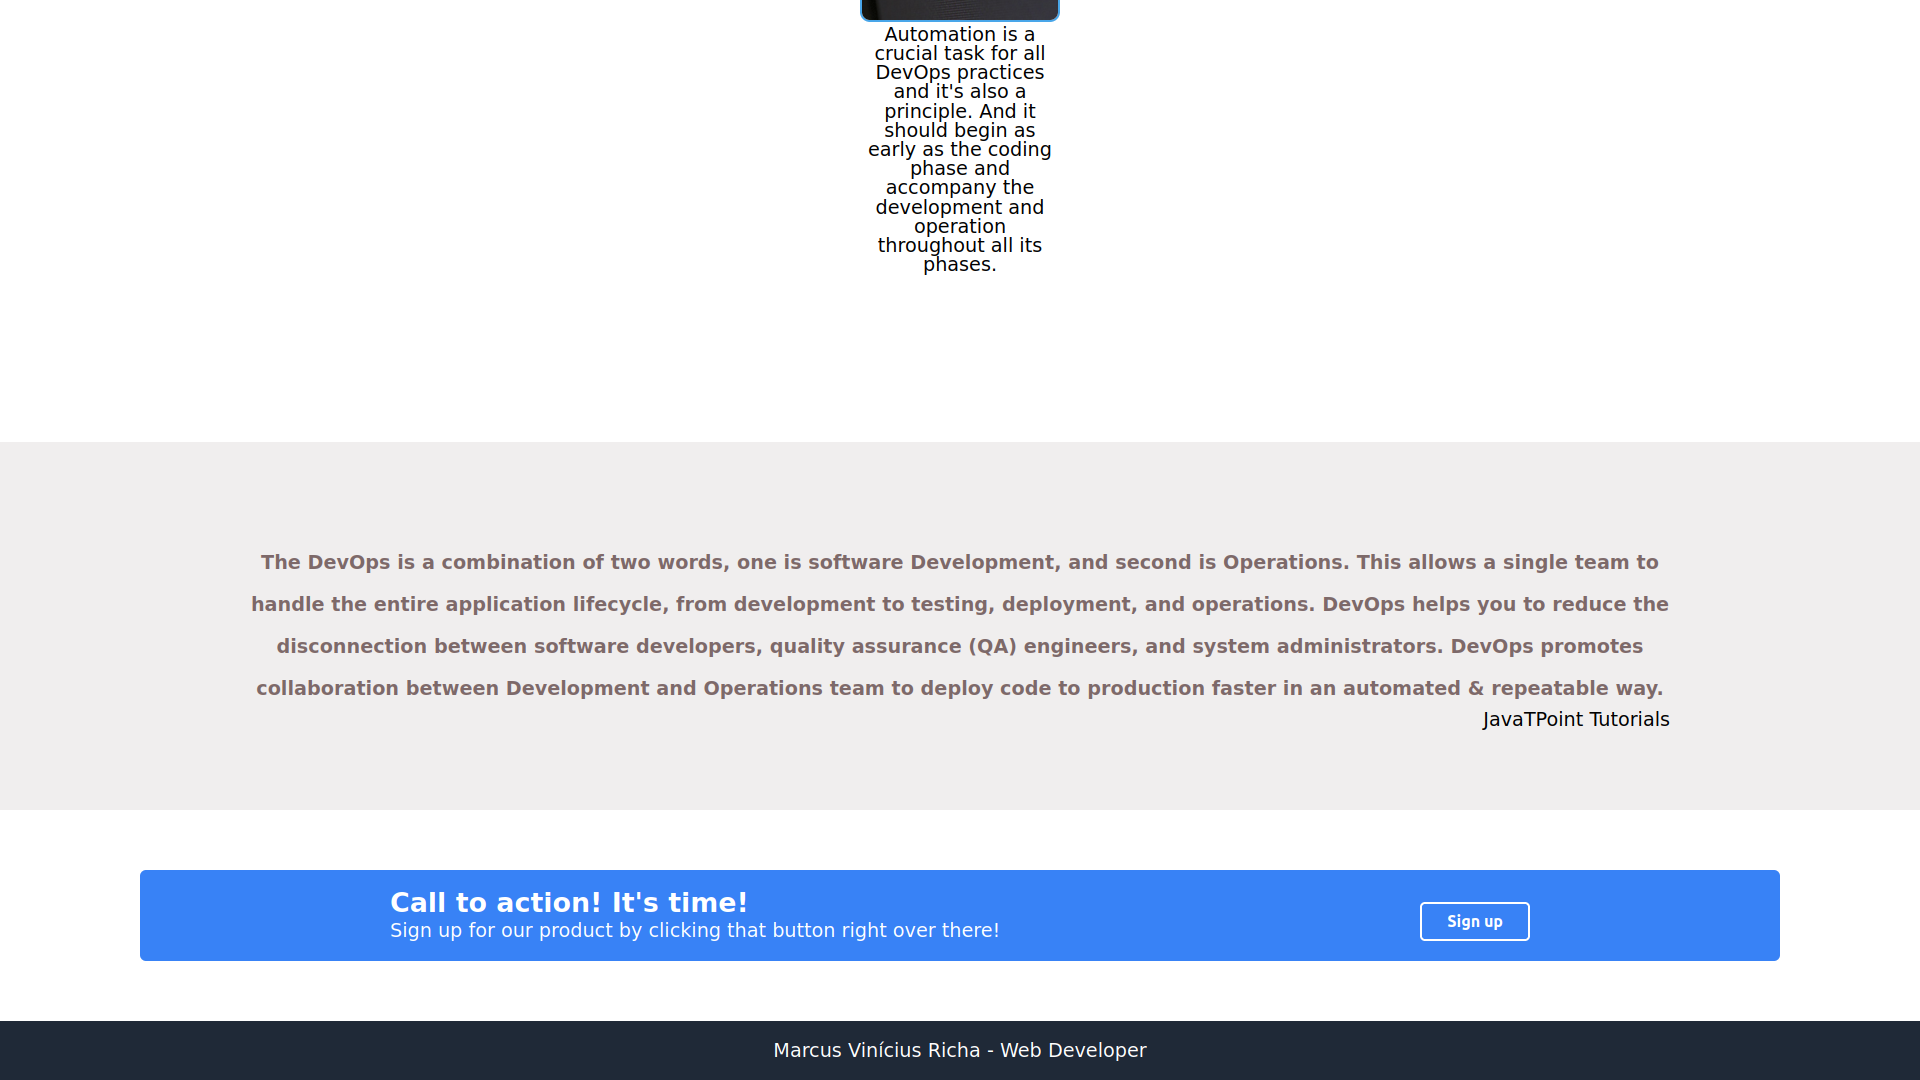 Automation is a
crucial task for all
DevOps practices
and it's also a
principle. And it
should begin as
early as the coding
phase and
accompany the
development and
operation
throughout all its
phases.
The DevOps is a combination of two words, one is software Development, and second is Operations. This allows a single team to
handle the entire application lifecycle, from development to testing, deployment, and operations. DevOps helps you to reduce the
disconnection between software developers, quality assurance (QA) engineers, and system administrators. DevOps promotes
collaboration between Development and Operations team to deploy code to production faster in an automated & repeatable way.
JavaTPoint Tutorials
Call to action! It's time!
Sign up for our product by clicking that button right over there!
Sign up
Marcus Vinícius Richa - Web Developer